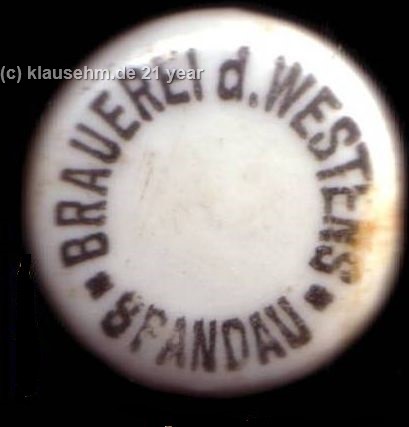 (c) klausehm.de 21 year
BRAUEREI d. WESTENS
SPANDAU